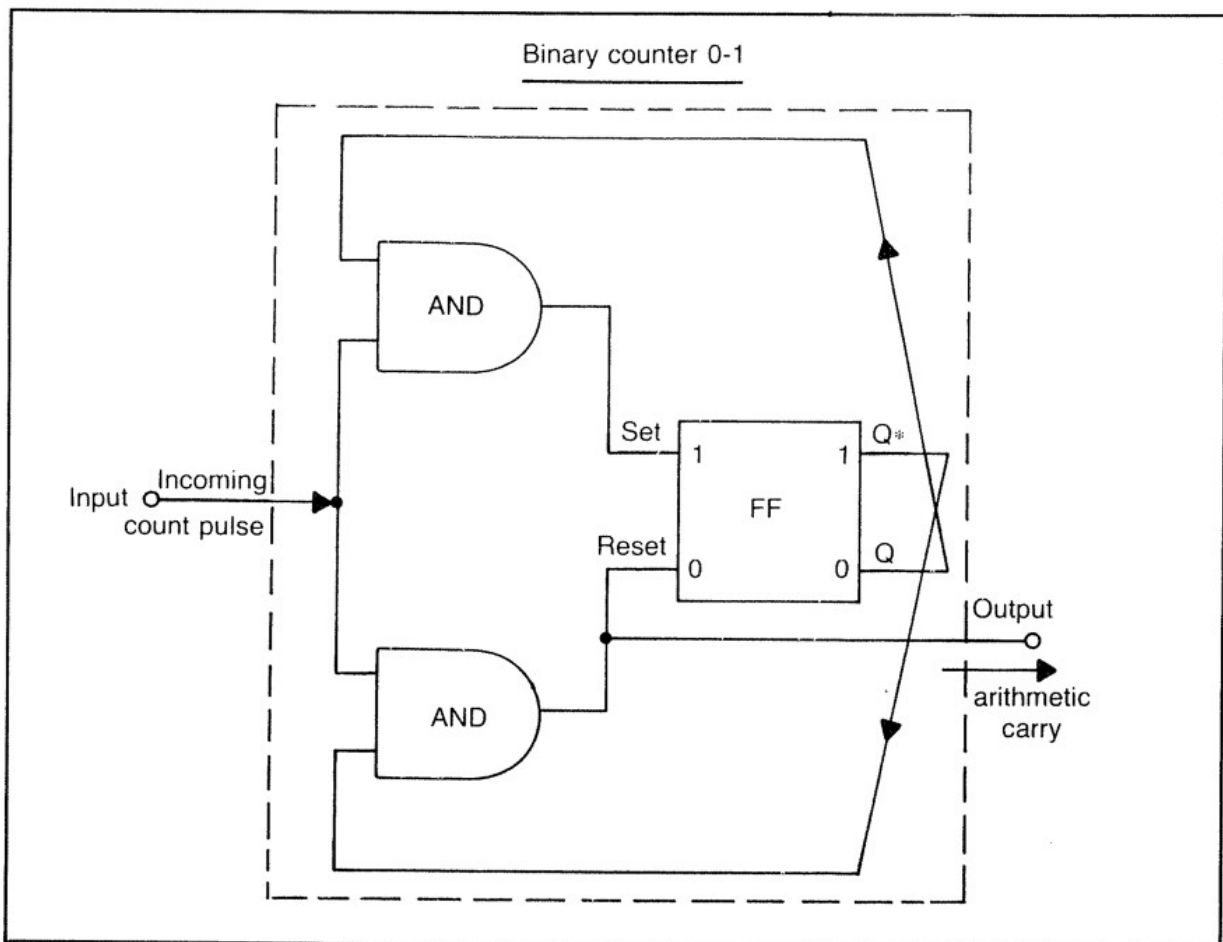 Binary counter 0-1
AND
Set
Q*
1
1
Incoming
Input
FF
count pulse
Reset
Q
0
0
Output
AND
arithmetic
carry